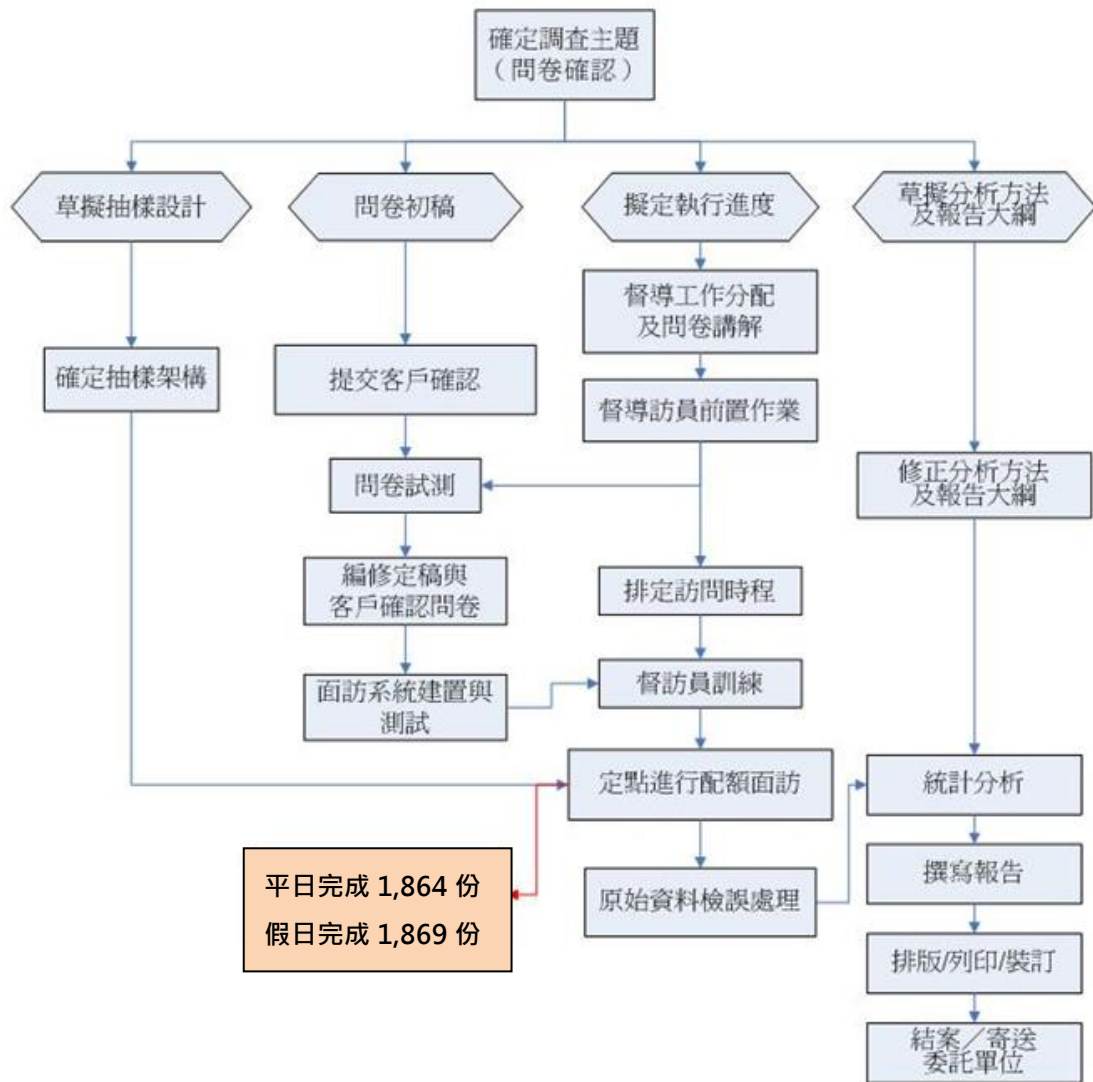 確定調查主題
（問卷確認）
草擬抽樣設計
問卷初稿
擬定執行進度
草擬分析方法
及報告大綱
督導工作分配
及問卷講解
確定抽樣架構
提交客戶確認
督導訪員前置作業
問卷試測
修正分析方法
及報告大綱
編修定稿與
客戶確認問卷
排定訪問時程
面訪系統建置與
測試
督訪員訓練
定點進行配額面訪
統計分析
平日完成 1,864 份
假日完成 1,869 份
原始資料檢誤處理
撰寫報告
排版/列印/裝訂
結案／寄送
委託單位